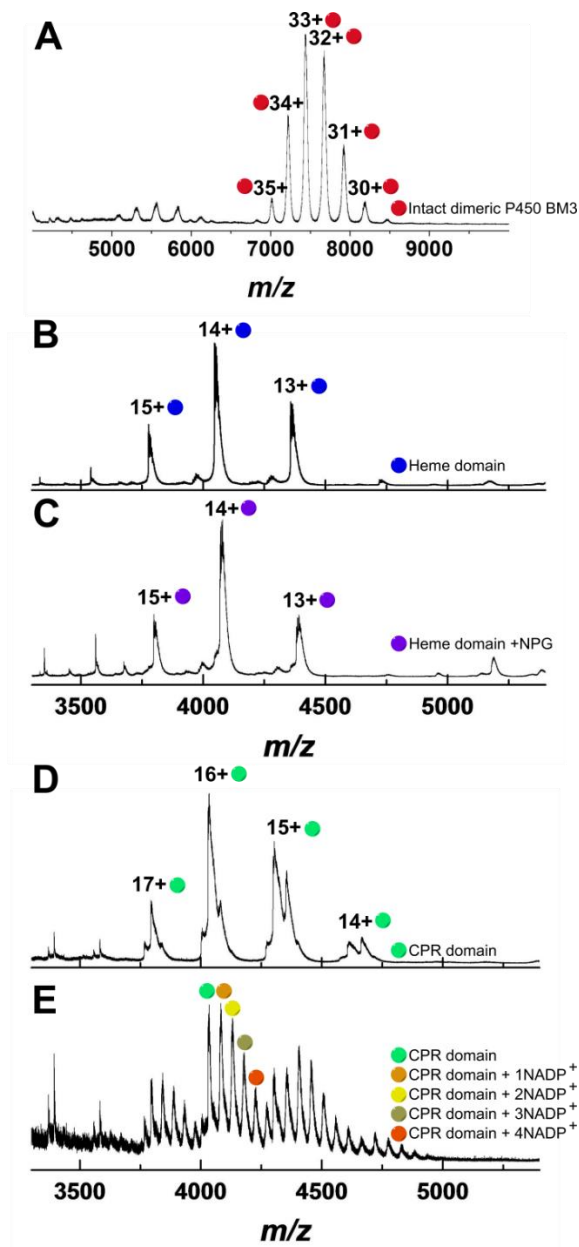 A
33+
32+
34+
31+
35+
30+
Intact dimeric P450 BM3
5000 6000 7000 8000 9000
m/z
B
14+
15+
13+
Heme domain
C
14+
15+
13+
Heme domain +NPG
3500 4000 4500 5000
m/z
D
16+
15+
17+
14+
CPR domain
E
CPR domain
CPR domain + 1NADP+
CPR domain + 2NADP+
CPR domain + 3NADP+
CPR domain + 4NADP+
3500 4000 4500 5000
m/z